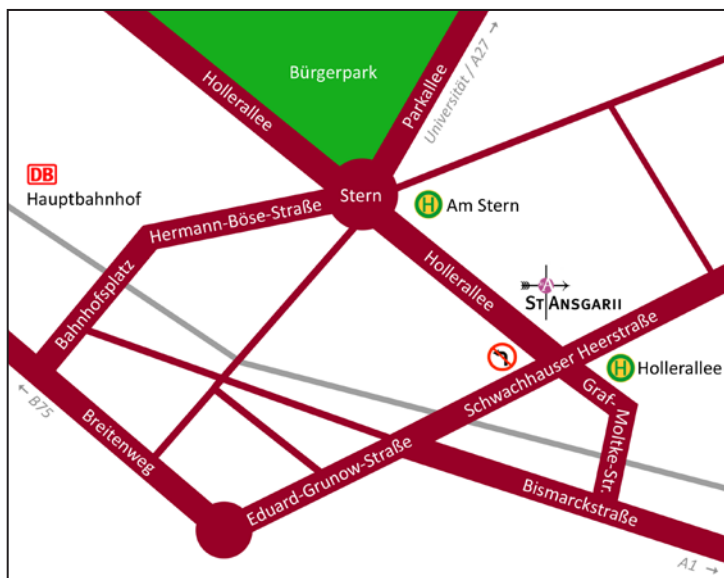 Bürgerpark
Hollerallee
Parkallee
Universität / A27 →
DB
Hauptbahnhof
Stern
H
Am Stern
Hermann-Böse-Straße
Hollerallee
Bahnhofsplatz
A
ST ANSGARII
Schwachhauser Heerstraße
H
Hollerallee
Graf-
Moltke-Str.
← B75
Breitenweg
Eduard-Grunow-Straße
Bismarckstraße
A1 →